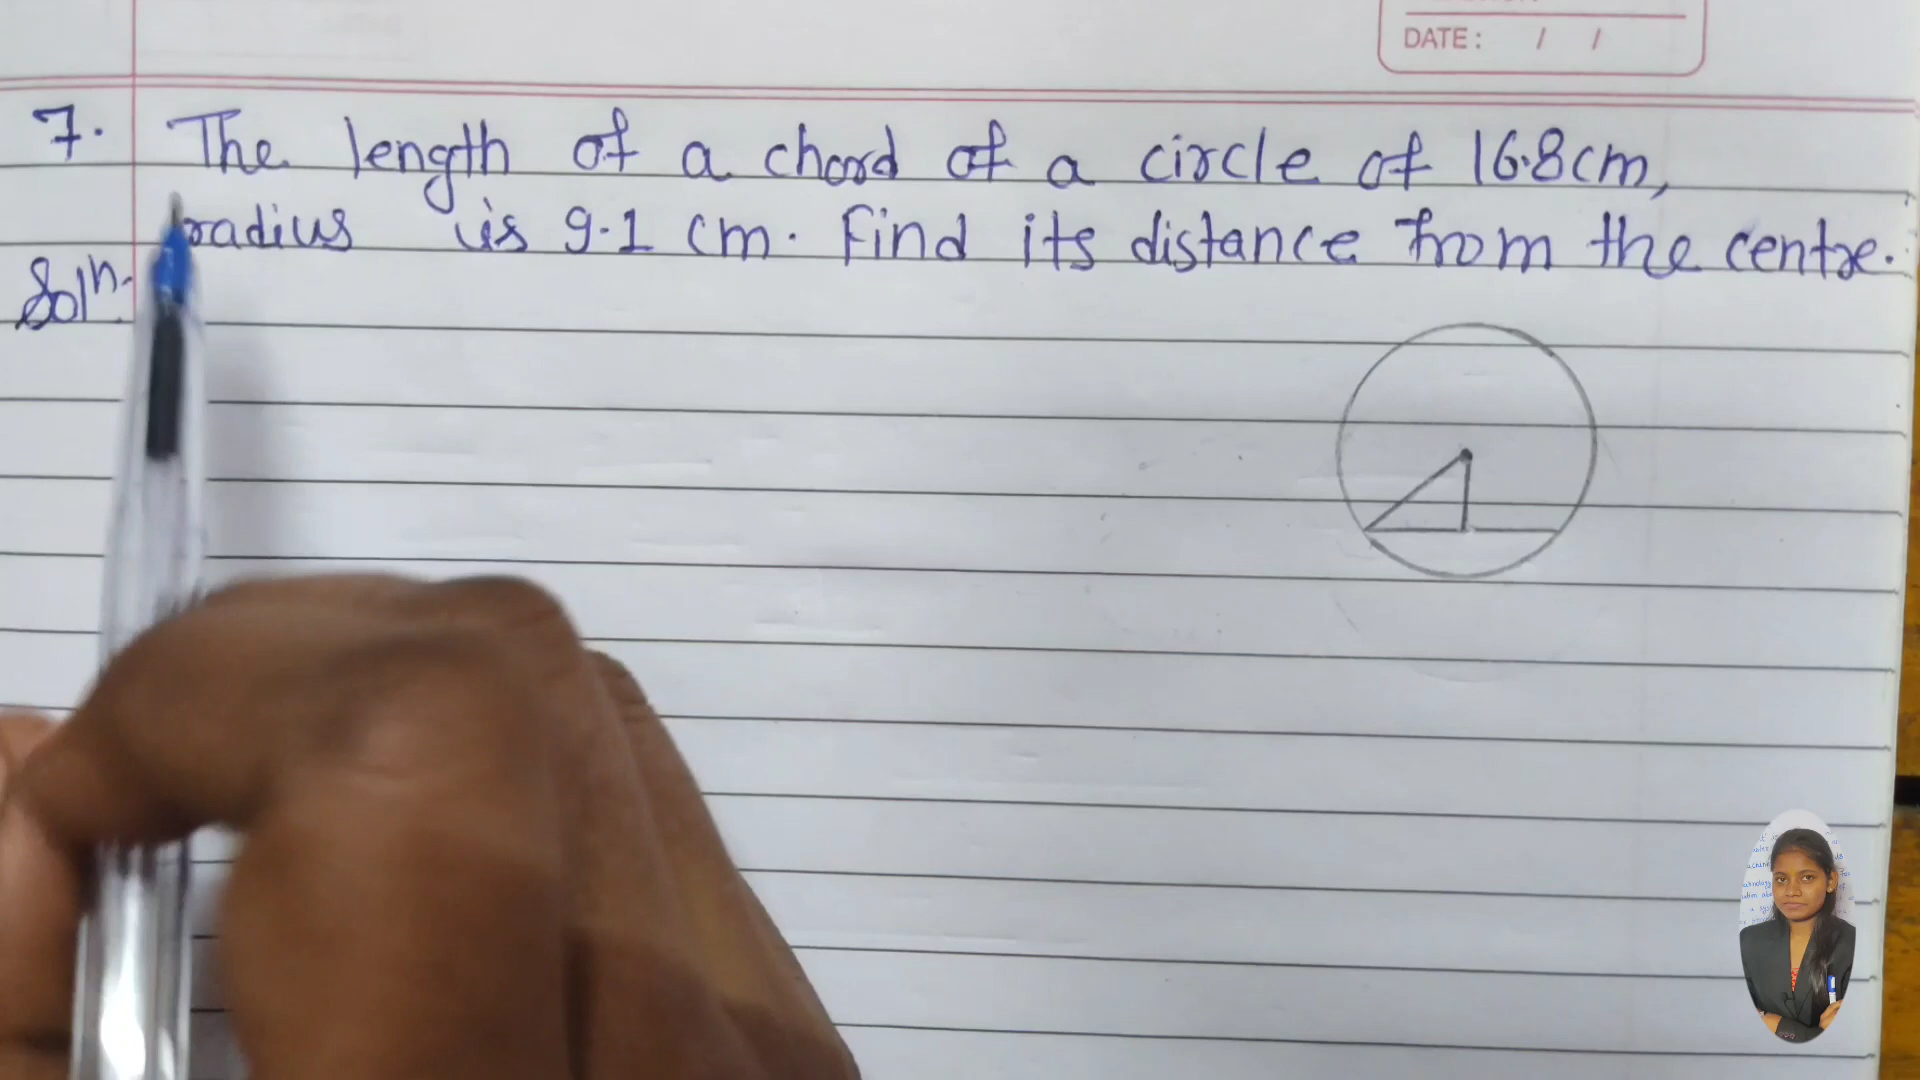 DATE : / /
7. The length of a chord of a circle of 16.8cm,
radius is 9.1 cm. Find its distance from the centre.
Soln.